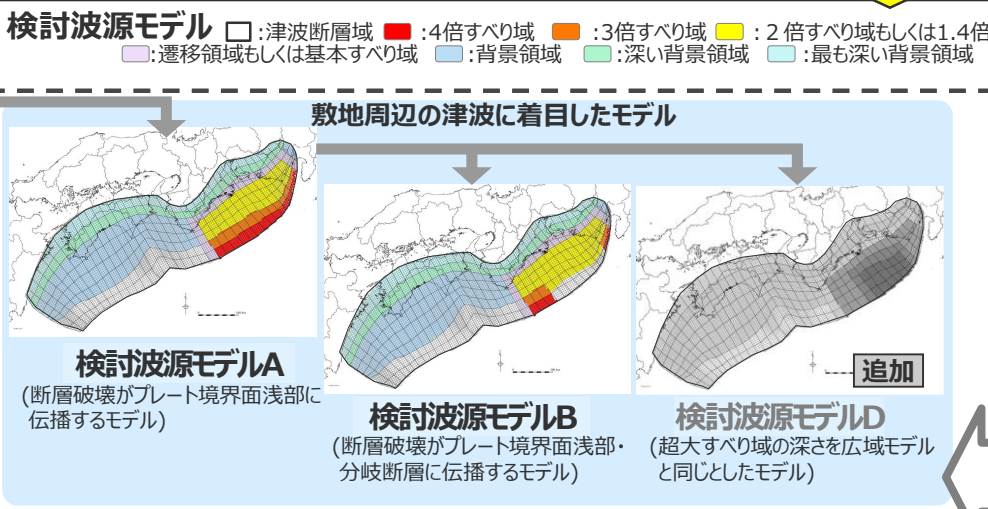 検討波源モデル □:津波断層域 :4倍すべり域 :3倍すべり域 :２倍すべり域もしくは1.4倍
:遷移領域もしくは基本すべり域 :背景領域 :深い背景領域 :最も深い背景領域
敷地周辺の津波に着目したモデル
検討波源モデルA
(断層破壊がプレート境界面浅部に
伝播するモデル)
検討波源モデルB
(断層破壊がプレート境界面浅部・
分岐断層に伝播するモデル)
追加
検討波源モデルD
(超大すべり域の深さを広域モデル
と同じとしたモデル)